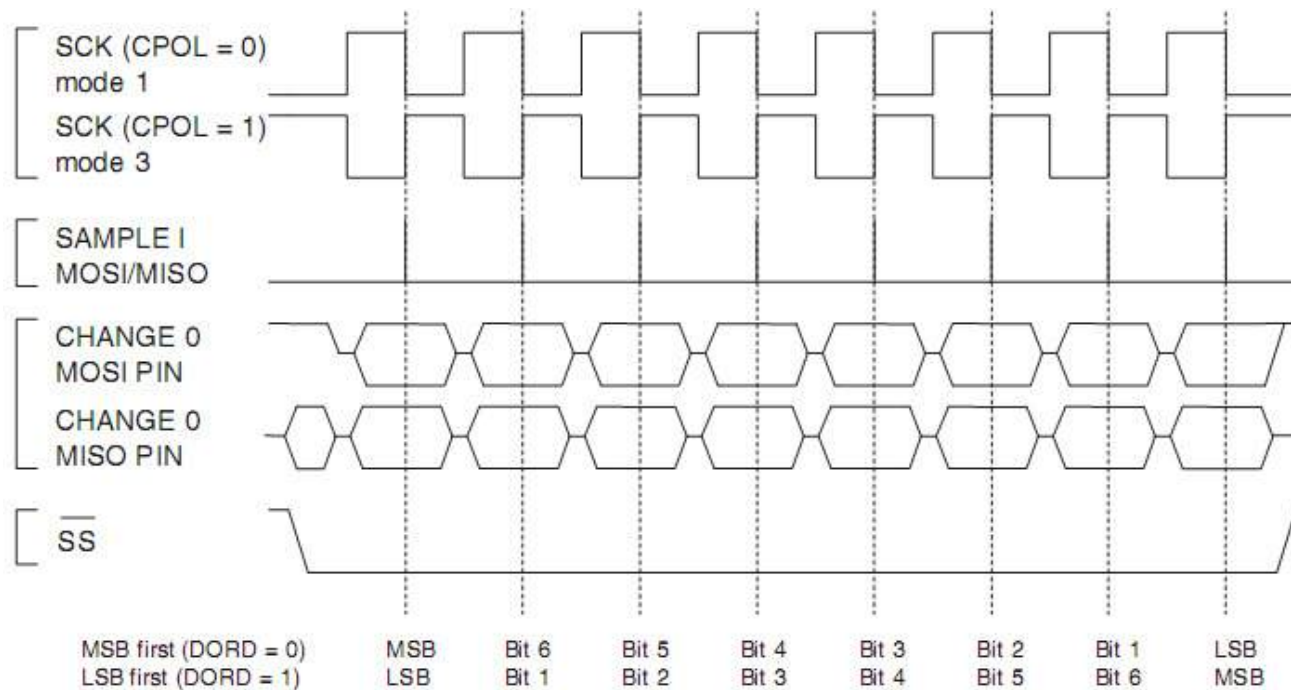 SCK (CPOL = 0)
mode 1
SCK (CPOL = 1)
mode 3
SAMPLE I
MOSI/MISO
CHANGE 0
MOSI PIN
CHANGE 0
MISO PIN
SS
MSB first (DORD = 0) MSB Bit 6 Bit 5 Bit 4 Bit 3 Bit 2 Bit 1 LSB
LSB first (DORD = 1) LSB Bit 1 Bit 2 Bit 3 Bit 4 Bit 5 Bit 6 MSB